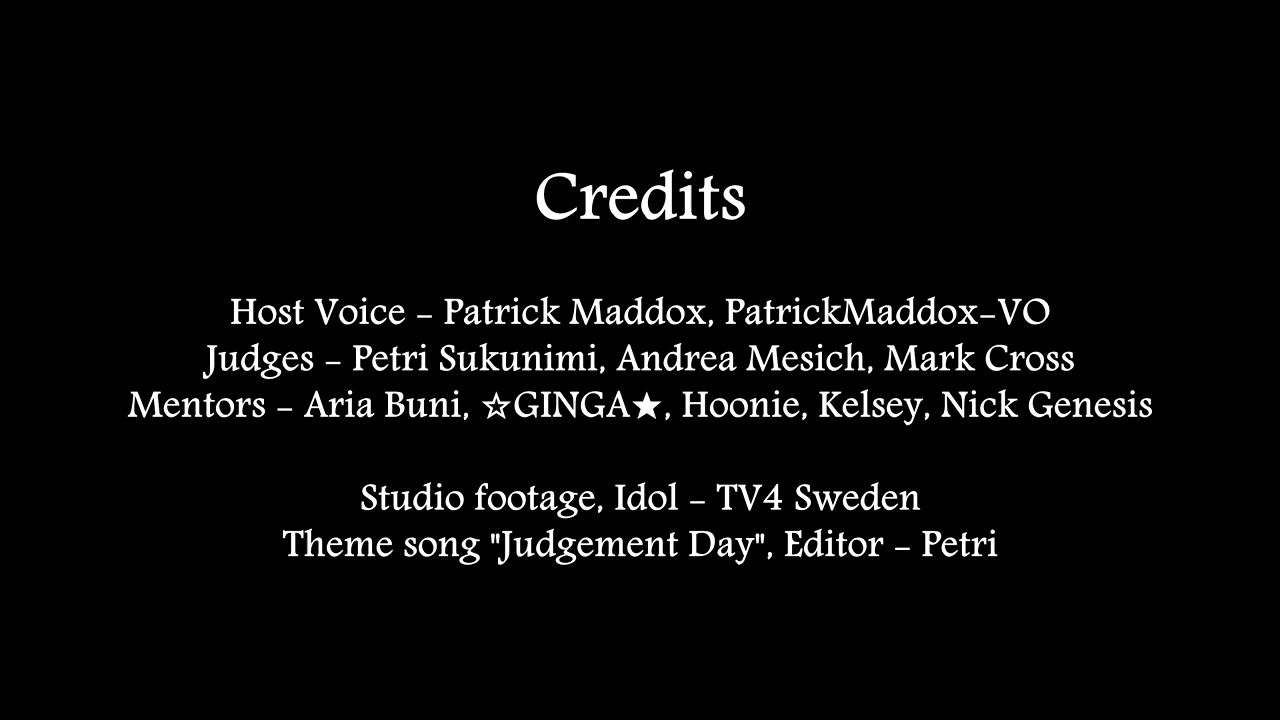 Credits
Host Voice - Patrick Maddox, PatrickMaddox-VO
Judges - Petri Sukunimi, Andrea Mesich, Mark Cross
Mentors - Aria Buni, ☆GINGA★, Hoonie, Kelsey, Nick Genesis
Studio footage, Idol - TV4 Sweden
Theme song "Judgement Day", Editor - Petri